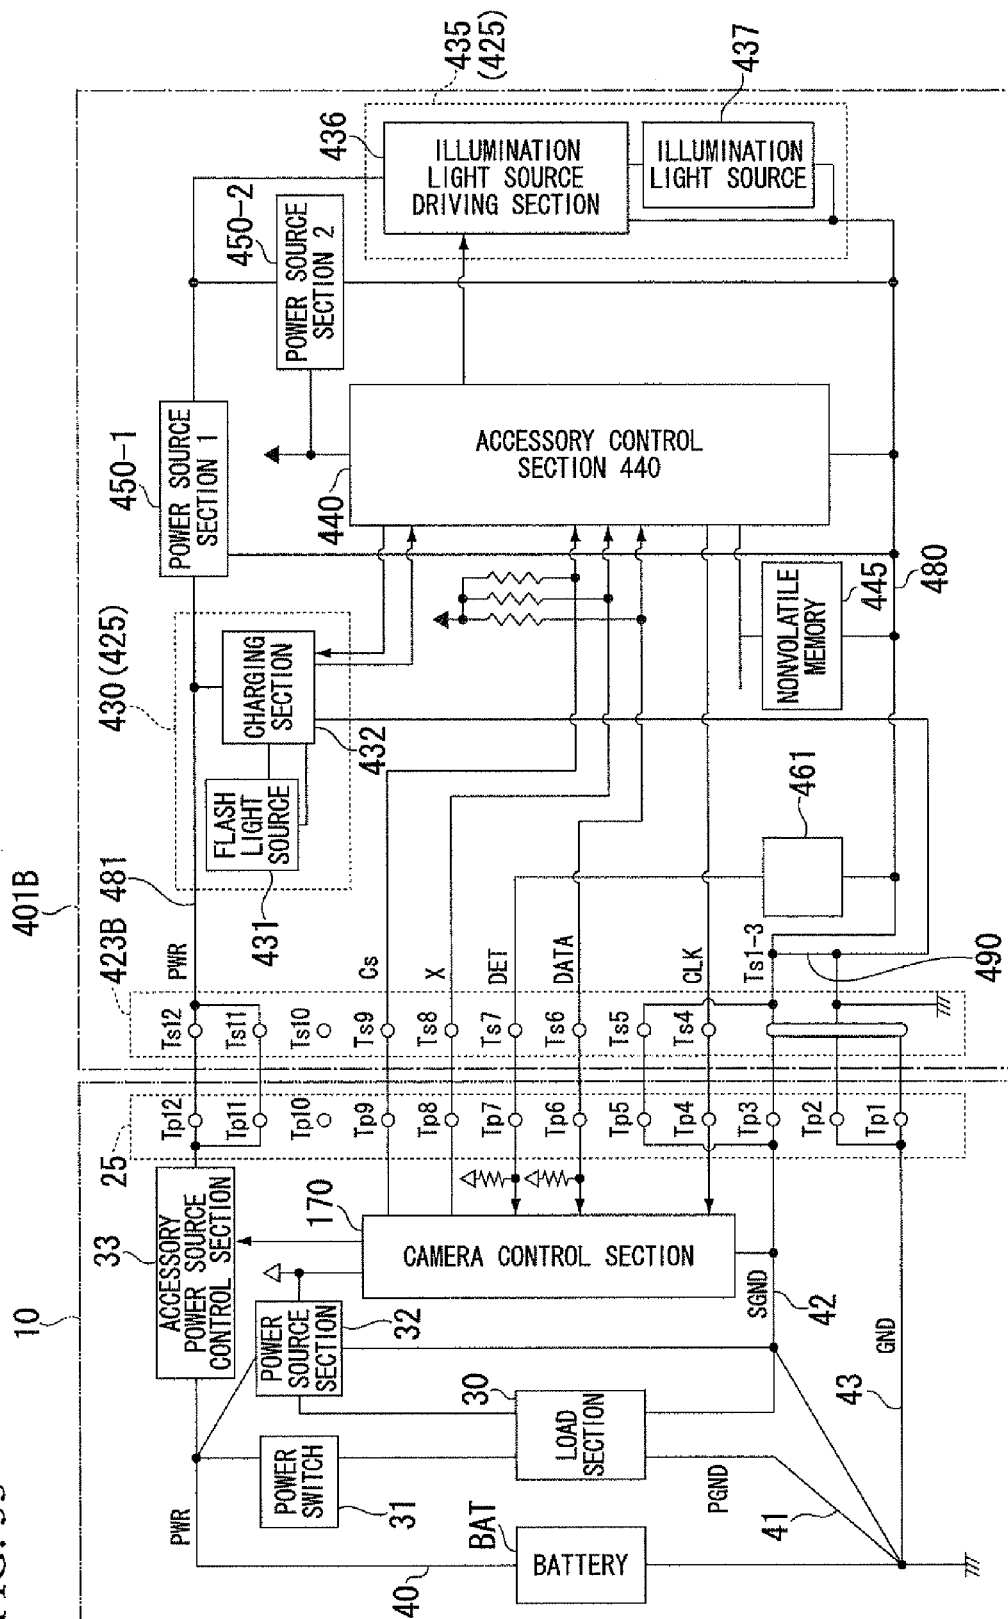 10
401B
33
ACCESSORY
POWER SOURCE
CONTROL SECTION
25
423B
481
430(425)
450-1
POWER SOURCE
SECTION 1
450-2
POWER SOURCE
SECTION 2
436
435
(425)
437
ILLUMINATION
LIGHT SOURCE
DRIVING SECTION
ILLUMINATION
LIGHT SOURCE
PWR
40
BAT
BATTERY
POWER
SWITCH
31
POWER
SOURCE
SECTION
32
30
LOAD
SECTION
PGND
41
SGND
42
GND
43
170
CAMERA CONTROL SECTION
Tp12
Tp11
Tp10
Tp9
Tp8
Tp7
Tp6
Tp5
Tp4
Tp3
Tp2
Tp1
Ts12
Ts11
Ts10
Ts9
Ts8
Ts7
Ts6
Ts5
Ts4
Ts1-3
PWR
Cs
X
DET
DATA
CLK
FLASH
LIGHT
SOURCE
431
CHARGING
SECTION
432
440
ACCESSORY CONTROL
SECTION 440
461
NONVOLATILE
MEMORY
445
480
490